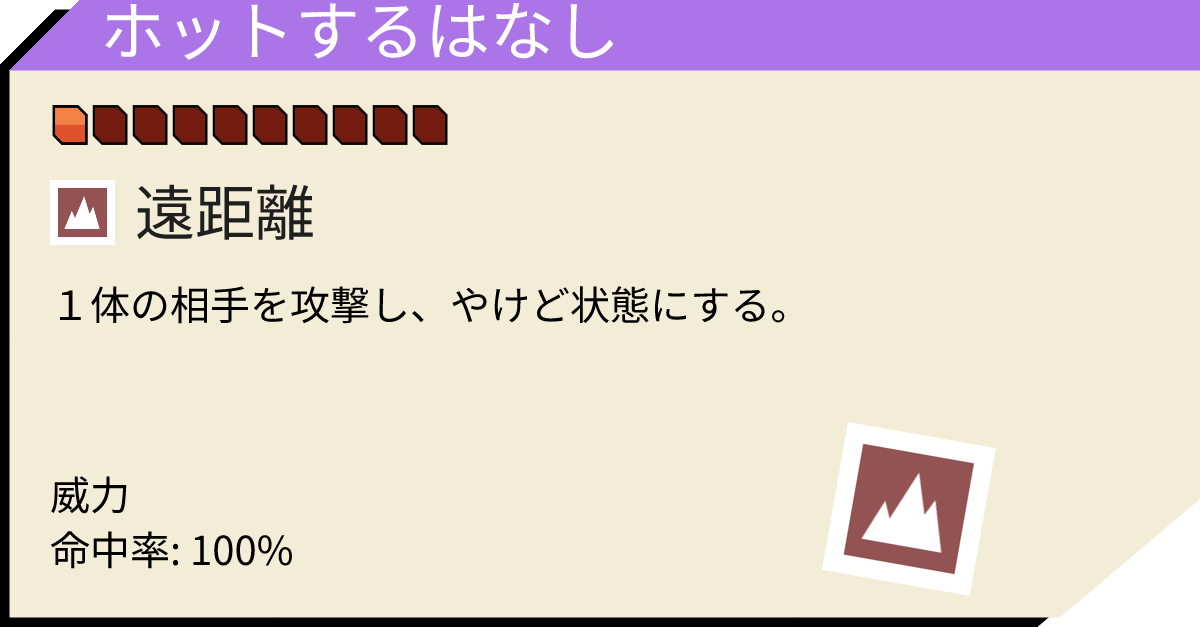 ホットするはなし
遠距離
１体の相手を攻撃し、やけど状態にする。
威力
命中率: 100%